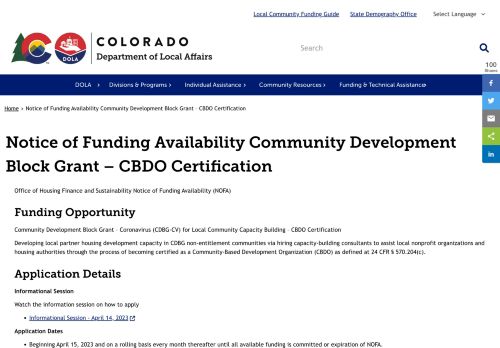 Local Community Funding Guide
State Demography Office
Select Language
COLORADO
Department of Local Affairs
DOLA
Search
100
Shares
DOLA
Divisions & Programs
Individual Assistance
Community Resources
Funding & Technical Assistance
Home › Notice of Funding Availability Community Development Block Grant – CBDO Certification
Notice of Funding Availability Community Development
Block Grant – CBDO Certification
Office of Housing Finance and Sustainability Notice of Funding Availability (NOFA)
Funding Opportunity
Community Development Block Grant – Coronavirus (CDBG-CV) for Local Community Capacity Building – CBDO Certification
Developing local partner housing development capacity in CDBG non-entitlement communities via hiring capacity-building consultants to assist local nonprofit organizations and
housing authorities through the process of becoming certified as a Community-Based Development Organization (CBDO) as defined at 24 CFR § 570.204(c).
Application Details
Informational Session
Watch the information session on how to apply
• Informational Session – April 14, 2023
Application Dates
• Beginning April 15, 2023 and on a rolling basis every month thereafter until all available funding is committed or expiration of NOFA.